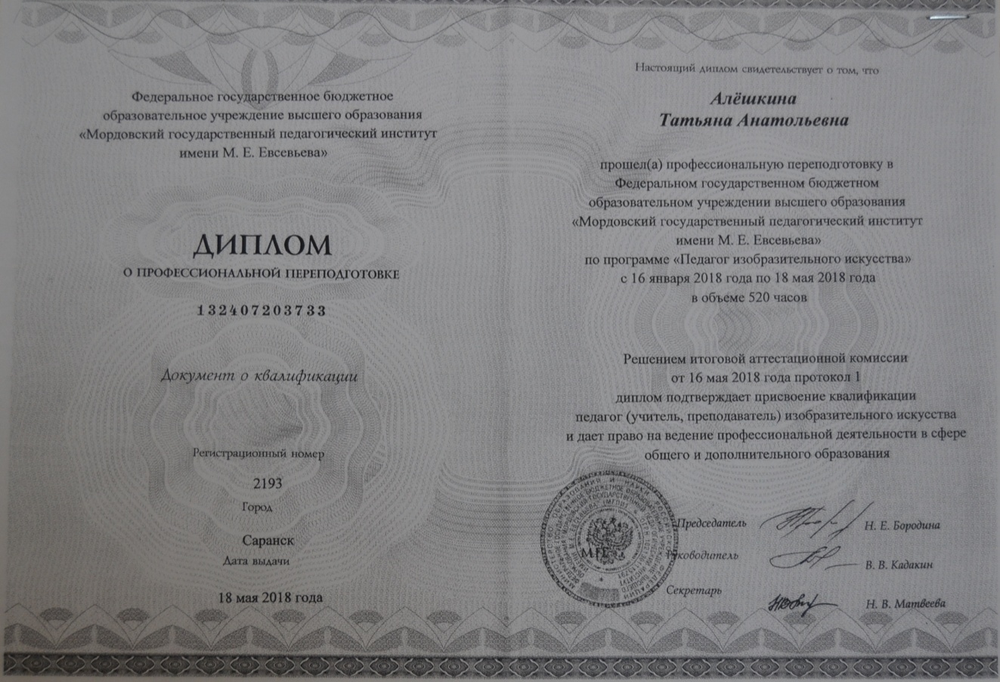 Федеральное государственное бюджетное
образовательное учреждение высшего образования
«Мордовский государственный педагогический институт
имени М. Е. Евсевьева»
ДИПЛОМ
О ПРОФЕССИОНАЛЬНОЙ ПЕРЕПОДГОТОВКЕ
132407203733
Документ о квалификации
Регистрационный номер
2193
Город
Саранск
Дата выдачи
18 мая 2018 года
Настоящий диплом свидетельствует о том, что
Алёшкина
Татьяна Анатольевна
прошел(а) профессиональную переподготовку в
Федеральном государственном бюджетном
образовательном учреждении высшего образования
«Мордовский государственный педагогический институт
имени М. Е. Евсевьева»
по программе «Педагог изобразительного искусства»
с 16 января 2018 года по 18 мая 2018 года
в объеме 520 часов
Решением итоговой аттестационной комиссии
от 16 мая 2018 года протокол 1
диплом подтверждает присвоение квалификации
педагог (учитель, преподаватель) изобразительного искусства
и дает право на ведение профессиональной деятельности в сфере
общего и дополнительного образования
Председатель Н. Е. Бородина
Руководитель В. В. Кадакин
Секретарь Н. В. Матвеева